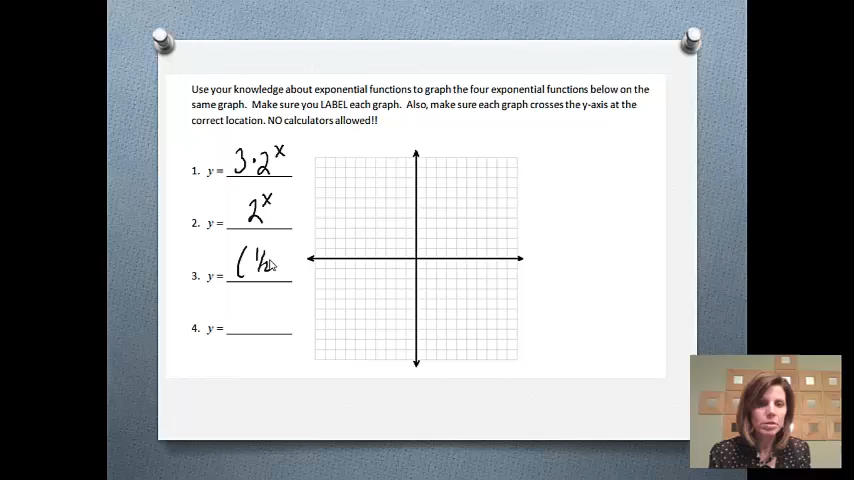 Use your knowledge about exponential functions to graph the four exponential functions below on the
same graph. Make sure you LABEL each graph. Also, make sure each graph crosses the y-axis at the
correct location. NO calculators allowed!!
1. y = 3·2^x
2. y = 2^x
3. y = (1/2
4. y =